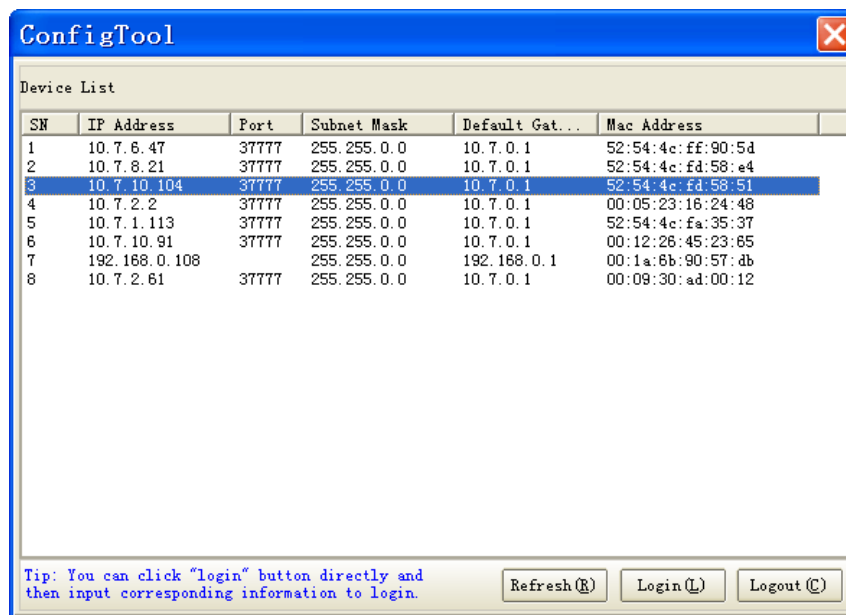 ConfigTool
Device List
SN IP Address Port Subnet Mask Default Gat... Mac Address
1 10.7.6.47 37777 255.255.0.0 10.7.0.1 52:54:4c:ff:90:5d
2 10.7.8.21 37777 255.255.0.0 10.7.0.1 52:54:4c:fd:58:e4
3 10.7.10.104 37777 255.255.0.0 10.7.0.1 52:54:4c:fd:58:51
4 10.7.2.2 37777 255.255.0.0 10.7.0.1 00:05:23:16:24:48
5 10.7.1.113 37777 255.255.0.0 10.7.0.1 52:54:4c:fa:35:37
6 10.7.10.91 37777 255.255.0.0 10.7.0.1 00:12:26:45:23:65
7 192.168.0.108 255.255.0.0 192.168.0.1 00:1a:6b:90:57:db
8 10.7.2.61 37777 255.255.0.0 10.7.0.1 00:09:30:ad:00:12
Tip: You can click "login" button directly and
then input corresponding information to login.
Refresh(R) Login(L) Logout(C)